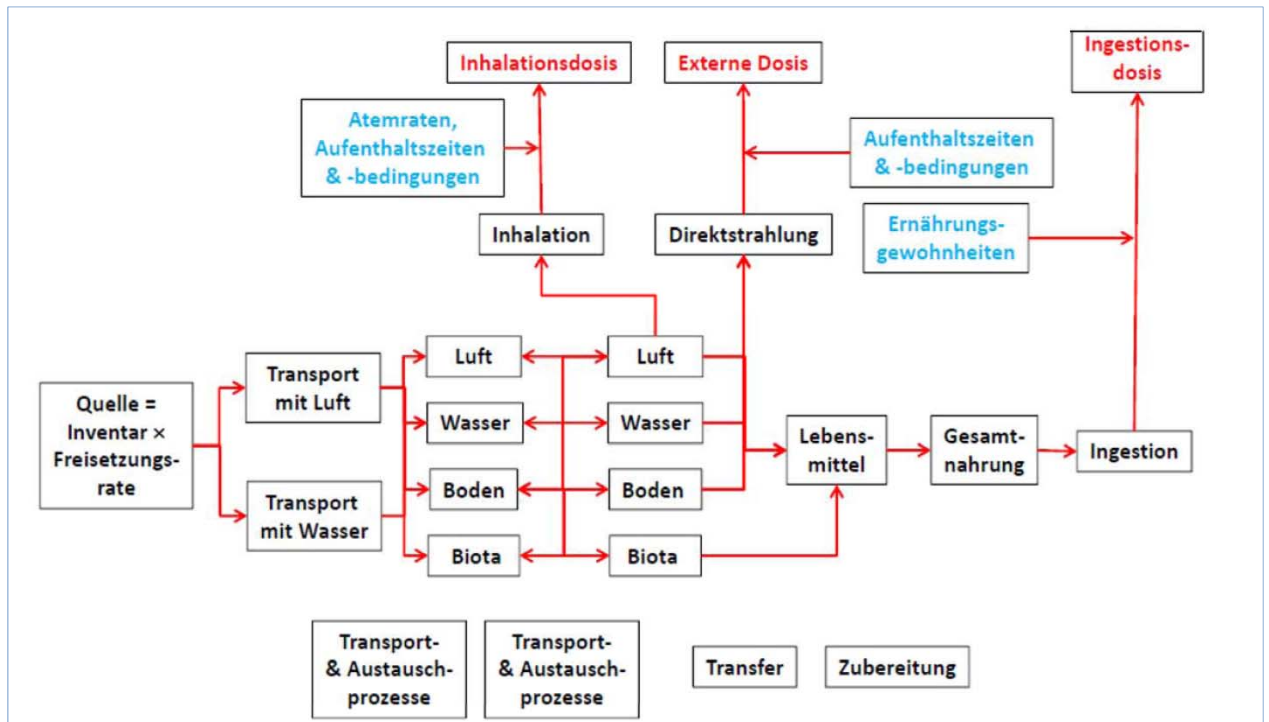 Inhalationsdosis
Externe Dosis
Ingestions-
dosis
Atemraten,
Aufenthaltszeiten
& -bedingungen
Aufenthaltszeiten
& -bedingungen
Inhalation
Direktstrahlung
Ernährungs-
gewohnheiten
Quelle =
Inventar ×
Freisetzungs-
rate
Transport
mit Luft
Transport
mit Wasser
Luft
Wasser
Boden
Biota
Luft
Wasser
Boden
Biota
Lebens-
mittel
Gesamt-
nahrung
Ingestion
Transport-
& Austausch-
prozesse
Transport-
& Austausch-
prozesse
Transfer
Zubereitung